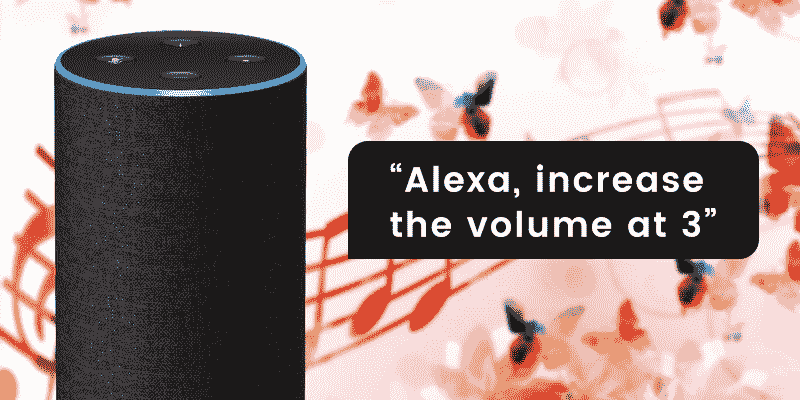 “Alexa, increase
the volume at 3”